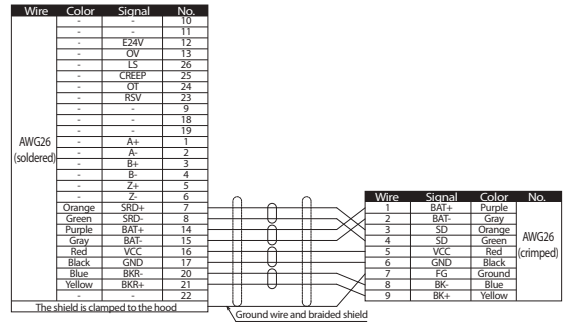 Wire Color Signal No.
- - 10
- - 11
- E24V 12
- OV 13
- LS 26
- CREEP 25
- OT 24
- RSV 23
- - 9
- - 18
- - 19
AWG26 (soldered)
- A+ 1
- A- 2
- B+ 3
- B- 4
- Z+ 5
- Z- 6
Orange SRD+ 7
Green SRD- 8
Purple BAT+ 14
Gray BAT- 15
Red VCC 16
Black GND 17
Blue BKR- 20
Yellow BKR+ 21
- - 22
The shield is clamped to the hood
Ground wire and braided shield
Wire Signal Color No.
1 BAT+ Purple
2 BAT- Gray
3 SD Orange
4 SD Green
5 VCC Red
6 GND Black
7 FG Ground
8 BK- Blue
9 BK+ Yellow
AWG26
(crimped)